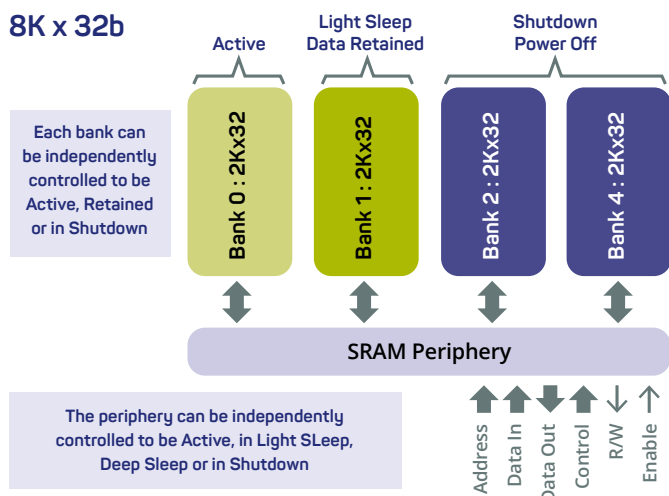 8K x 32b
Active
Light Sleep
Data Retained
Shutdown
Power Off
Each bank can
be independently
controlled to be
Active, Retained
or in Shutdown
Bank 0 : 2Kx32
Bank 1 : 2Kx32
Bank 2 : 2Kx32
Bank 4 : 2Kx32
SRAM Periphery
The periphery can be independently
controlled to be Active, in Light SLeep,
Deep Sleep or in Shutdown
Address
Data In
Data Out
Control
R/W
Enable